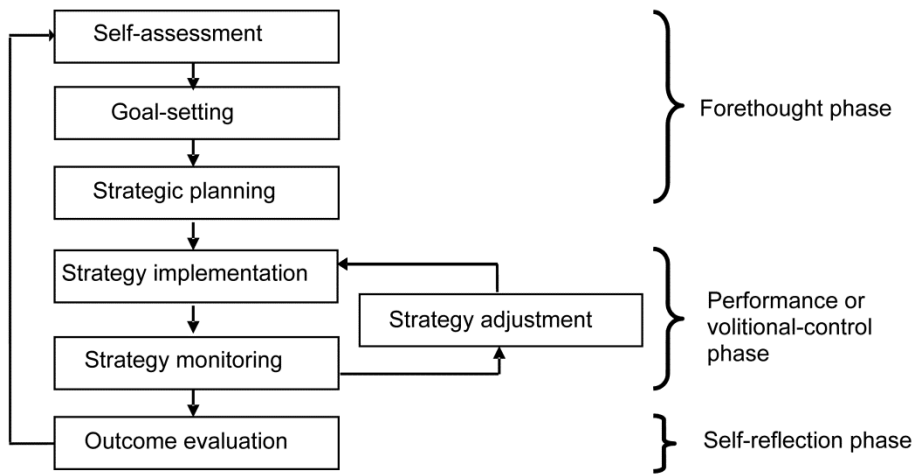 Self-assessment
Goal-setting
Forethought phase
Strategic planning
Strategy implementation
Strategy adjustment
Performance or
volitional-control
phase
Strategy monitoring
Outcome evaluation
Self-reflection phase